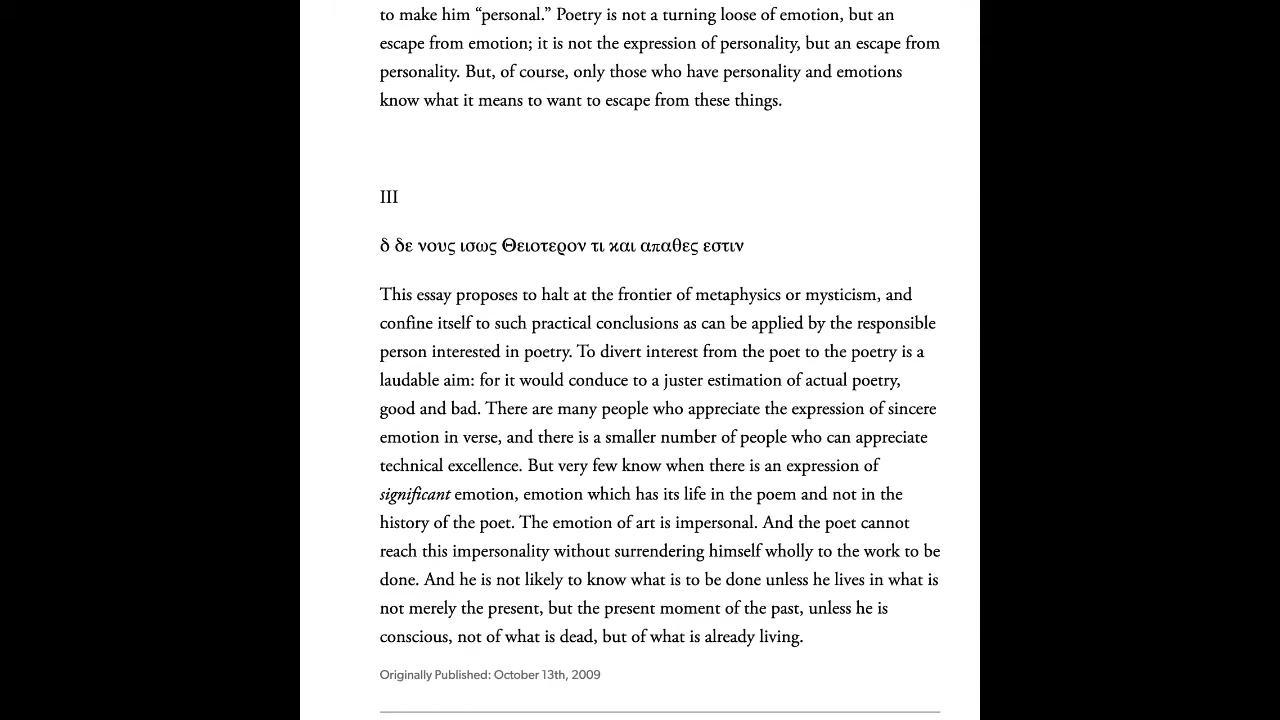 to make him “personal.” Poetry is not a turning loose of emotion, but an
escape from emotion; it is not the expression of personality, but an escape from
personality. But, of course, only those who have personality and emotions
know what it means to want to escape from these things.
III
δ δε νους ισως Θειοτερον τι και απαθες εστιν
This essay proposes to halt at the frontier of metaphysics or mysticism, and
confine itself to such practical conclusions as can be applied by the responsible
person interested in poetry. To divert interest from the poet to the poetry is a
laudable aim: for it would conduce to a juster estimation of actual poetry,
good and bad. There are many people who appreciate the expression of sincere
emotion in verse, and there is a smaller number of people who can appreciate
technical excellence. But very few know when there is an expression of
significant emotion, emotion which has its life in the poem and not in the
history of the poet. The emotion of art is impersonal. And the poet cannot
reach this impersonality without surrendering himself wholly to the work to be
done. And he is not likely to know what is to be done unless he lives in what is
not merely the present, but the present moment of the past, unless he is
conscious, not of what is dead, but of what is already living.
Originally Published: October 13th, 2009